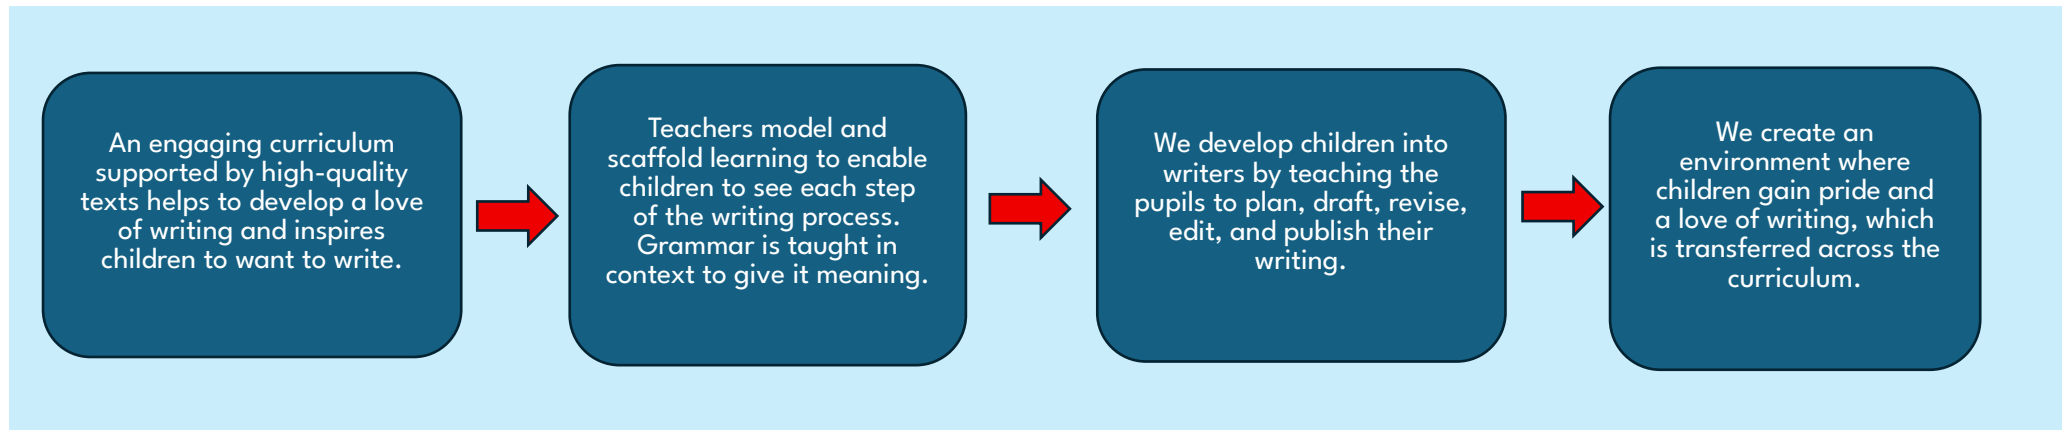 An engaging curriculum
supported by high-quality
texts helps to develop a love
of writing and inspires
children to want to write.
Teachers model and
scaffold learning to enable
children to see each step
of the writing process.
Grammar is taught in
context to give it meaning.
We develop children into
writers by teaching the
pupils to plan, draft, revise,
edit, and publish their
writing.
We create an
environment where
children gain pride and
a love of writing, which
is transferred across the
curriculum.